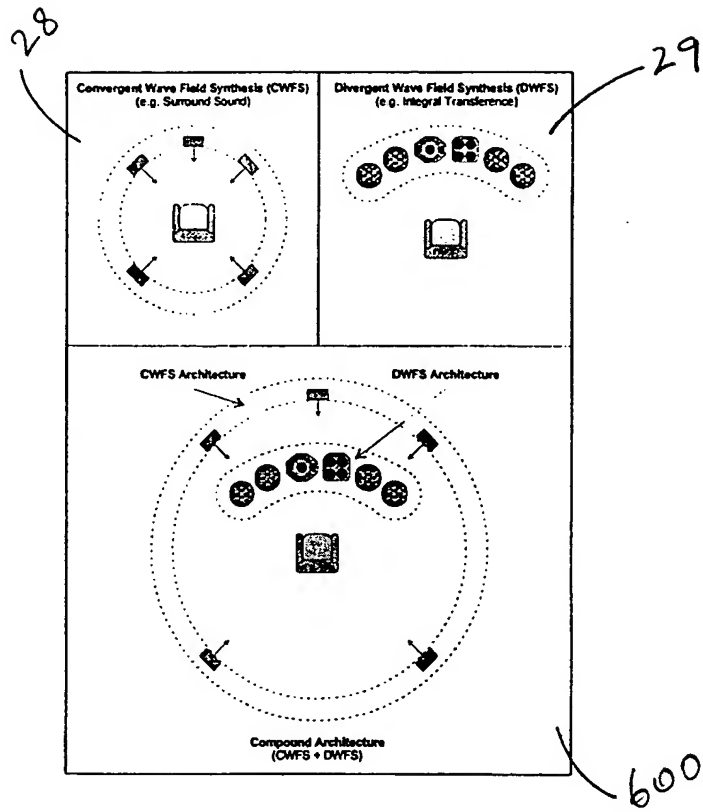 28
29
Convergent Wave Field Synthesis (CWFS)
(e.g. Surround Sound)
Divergent Wave Field Synthesis (DWFS)
(e.g. Integral Transference)
CWFS Architecture
DWFS Architecture
Compound Architecture
(CWFS + DWFS)
600